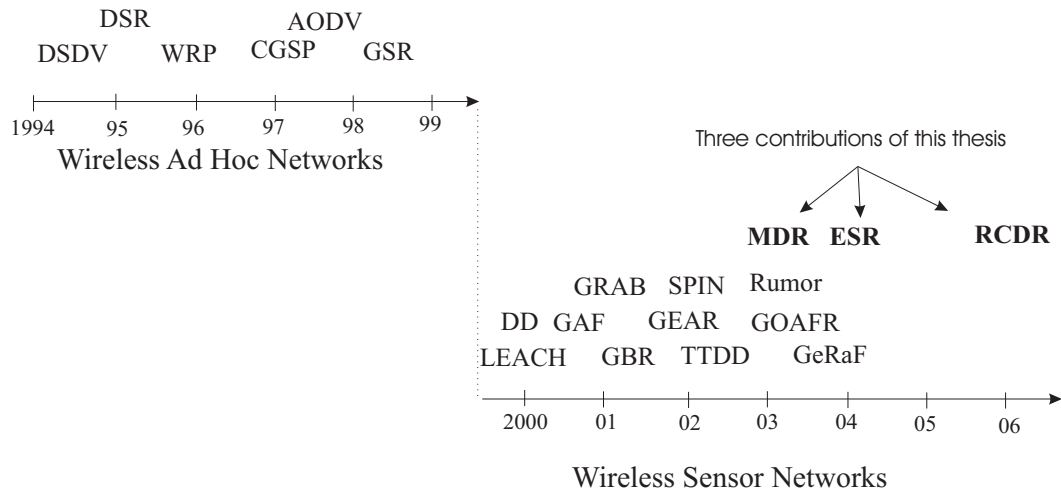 DSR AODV
DSDV WRP CGSP GSR
1994 95 96 97 98 99
Wireless Ad Hoc Networks
Three contributions of this thesis
MDR ESR RCDR
GRAB SPIN Rumor
DD GAF GEAR GOAFR
LEACH GBR TTDD GeRaF
2000 01 02 03 04 05 06
Wireless Sensor Networks